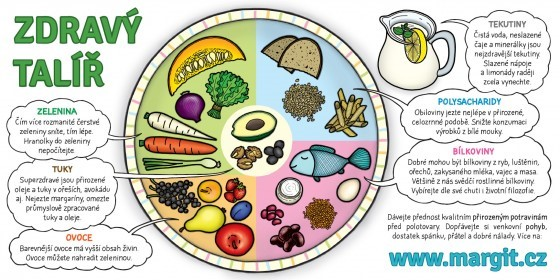 ZDRAVÝ
TALÍŘ
ZELENINA
Čím více rozmanité čerstvé
zeleniny sníte, tím lépe.
Hranolky do zeleniny
nepočítejte.
TUKY
Superzdravé jsou přirozené
oleje a tuky v ořeších, avokádu
aj. Nejezte margaríny, omezte
průmyslově zpracované
tuky a oleje.
OVOCE
Barevnější ovoce má vyšší obsah živin.
Ovoce můžete nahradit zeleninou.
TEKUTINY
Čistá voda, neslazené
čaje a minerálky jsou
nejzdravější tekutiny.
Slazené nápoje
a limonády raději
zcela vynechte.
POLYSACHARIDY
Obiloviny jezte nejlépe v přirozené,
celozrnné podobě. Snižte konzumaci
výrobků z bílé mouky.
BÍLKOVINY
Dobré mohou být bílkoviny z ryb, luštěnin,
ořechů, zakysaného mléka, vajec a masa.
Většině z nás svědčí rostlinné bílkoviny.
Vybírejte dle své chuti i životní filozofie.
Dávejte přednost kvalitním přirozeným potravinám
před polotovary. Dopřávejte si venkovní pohyb,
dostatek spánku, přátel a dobré nálady. Více na:
www.margit.cz